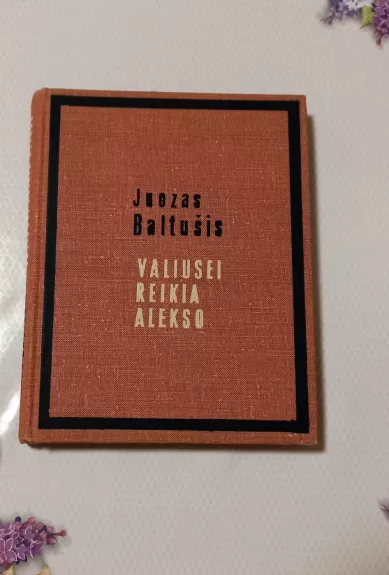 Juozas
Baltušis
VALIUSEI
REIKIA
ALEKSO